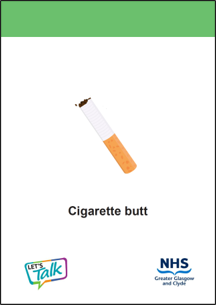 Cigarette butt
LET'S
Talk
NHS
Greater Glasgow
and Clyde